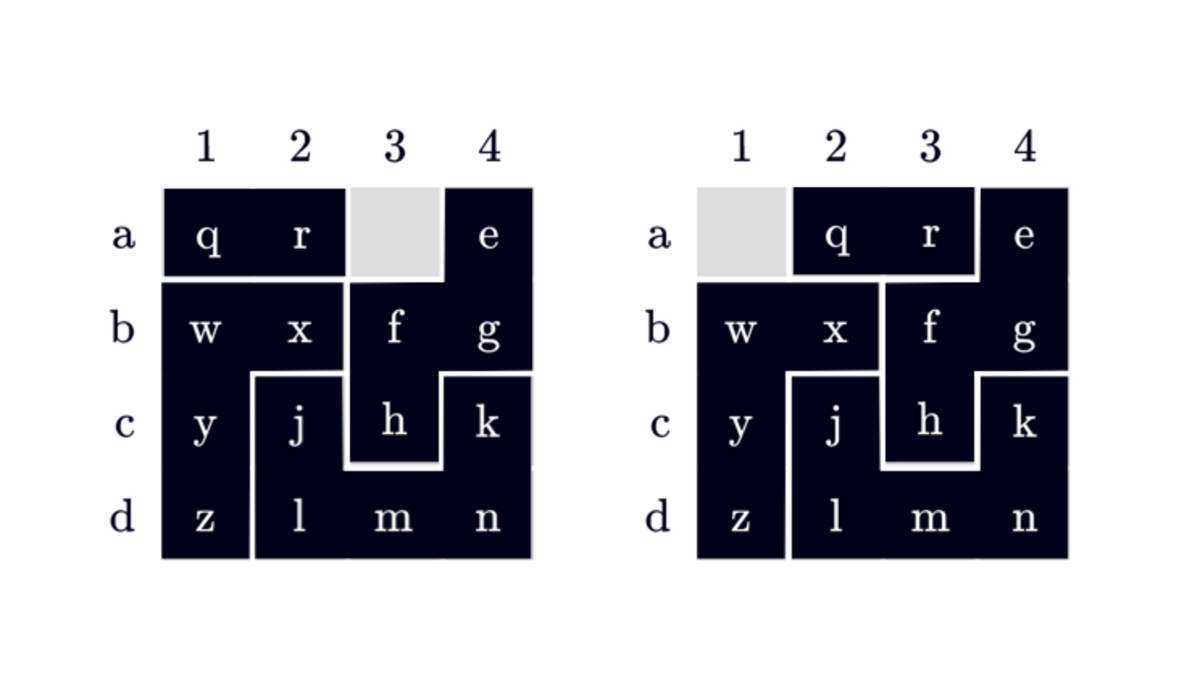 1 2 3 4 1 2 3 4
a q r e a q r e
b w x f g b w x f g
c y j h k c y j h k
d z l m n d z l m n